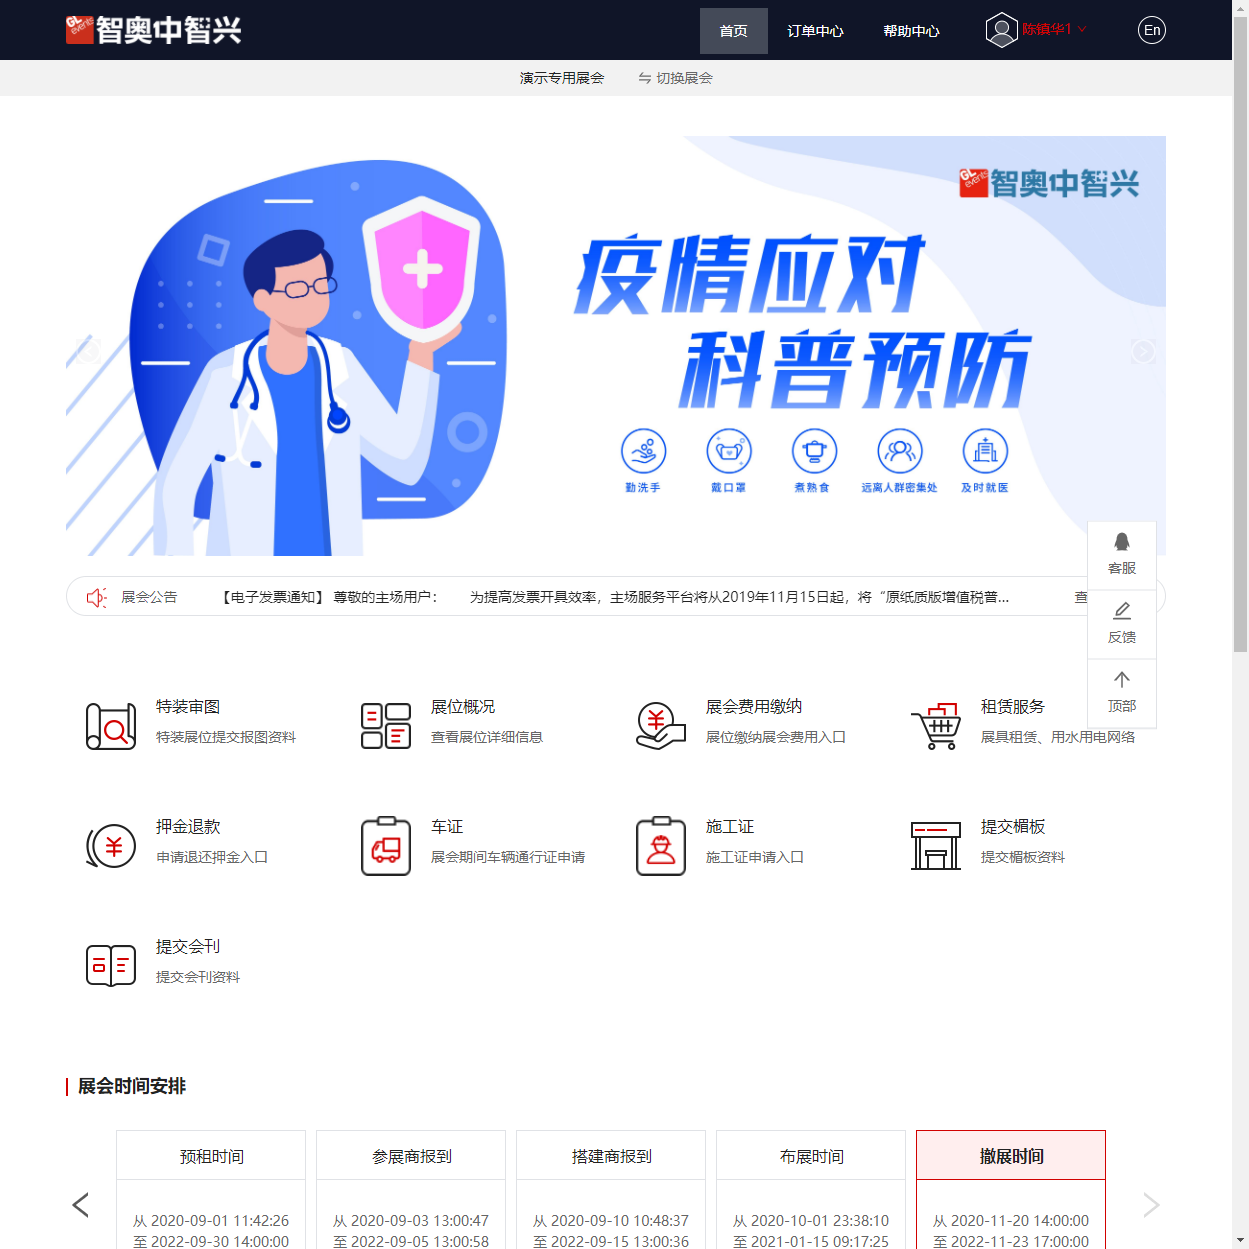 GL events 智奥中智兴
首页 订单中心 帮助中心 陈镇华1 En
演示专用展会 切换展会
GL events 智奥中智兴
疫情应对
科普预防
勤洗手 戴口罩 煮熟食 远离人群密集处 及时就医
客服
反馈
顶部
展会公告 【电子发票通知】 尊敬的主场用户： 为提高发票开具效率，主场服务平台将从2019年11月15日起，将“原纸质版增值税普... 查
特装审图
特装展位提交报图资料
展位概况
查看展位详细信息
展会费用缴纳
展位缴纳展会费用入口
租赁服务
展具租赁、用水用电网络
押金退款
申请退还押金入口
车证
展会期间车辆通行证申请
施工证
施工证申请入口
提交楣板
提交楣板资料
提交会刊
提交会刊资料
展会时间安排
预租时间
从 2020-09-01 11:42:26
至 2022-09-30 14:00:00
参展商报到
从 2020-09-03 13:00:47
至 2022-09-05 13:00:58
搭建商报到
从 2020-09-10 10:48:37
至 2022-09-15 13:00:36
布展时间
从 2020-10-01 23:38:10
至 2021-01-15 09:17:25
撤展时间
从 2020-11-20 14:00:00
至 2022-11-23 17:00:00